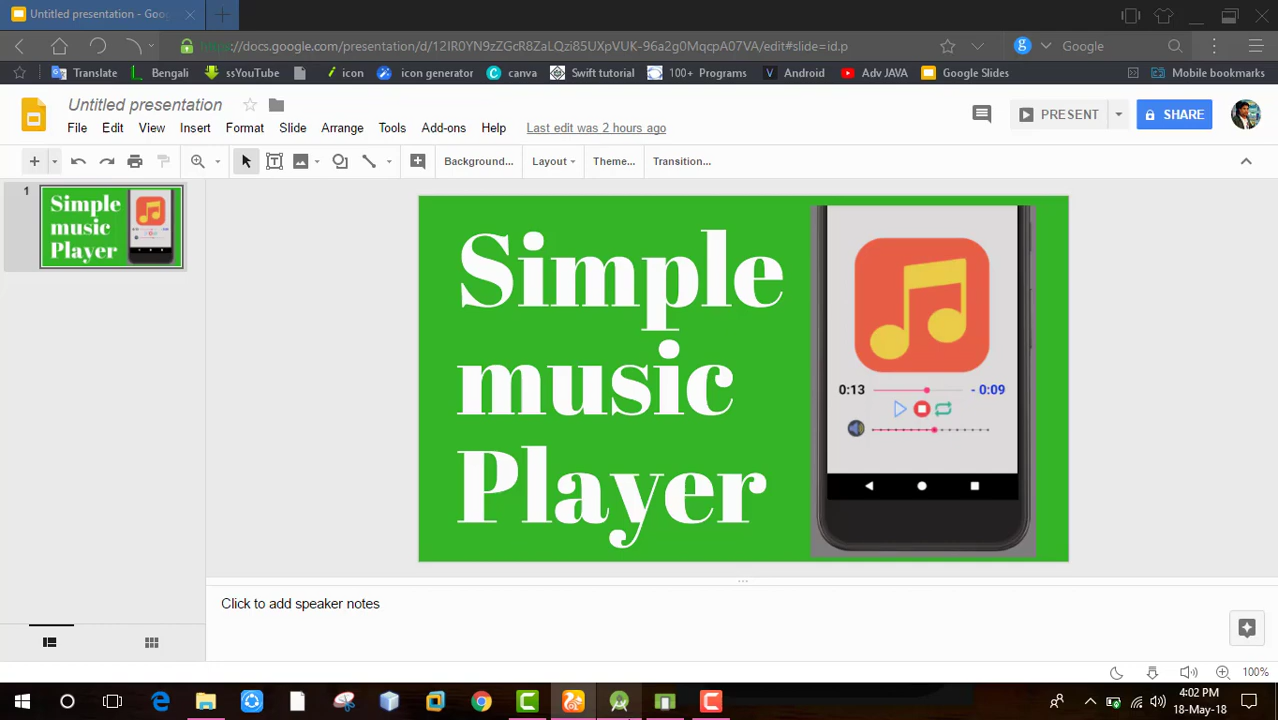 Untitled presentation - Goo
https://docs.google.com/presentation/d/12IR0YN9zZGcR8ZaLQzi85UXpVUK-96a2g0MqcpA07VA/edit#slide=id.p
Google
Translate
Bengali
ssYouTube
icon
icon generator
canva
Swift tutorial
100+ Programs
Android
Adv JAVA
Google Slides
Mobile bookmarks
Untitled presentation
PRESENT
SHARE
File Edit View Insert Format Slide Arrange Tools Add-ons Help Last edit was 2 hours ago
Background... Layout Theme... Transition...
1
Simple
music
Player
Simple
music
Player
0:13
- 0:09
Click to add speaker notes
100%
4:02 PM
18-May-18